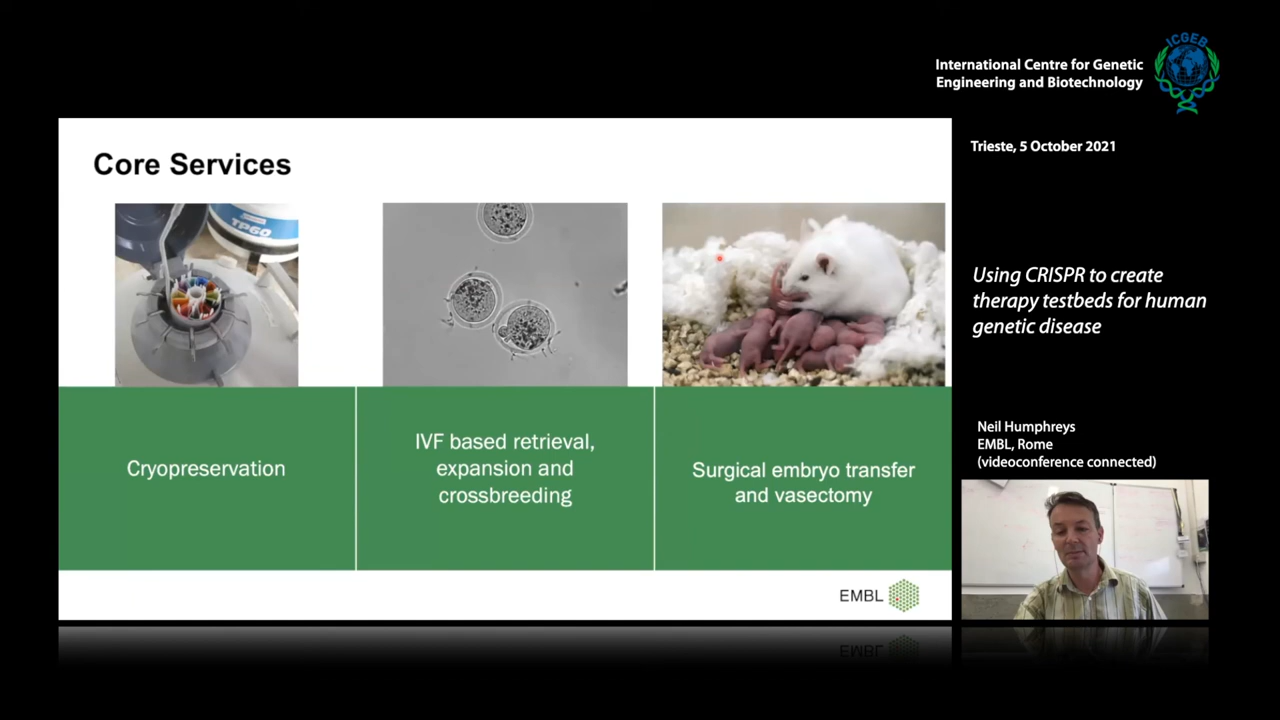 ICGEB
International Centre for Genetic
Engineering and Biotechnology
Trieste, 5 October 2021
Core Services
TP60
Using CRISPR to create
therapy testbeds for human
genetic disease
Cryopreservation
IVF based retrieval,
expansion and
crossbreeding
Surgical embryo transfer
and vasectomy
Neil Humphreys
EMBL, Rome
(videoconference connected)
EMBL